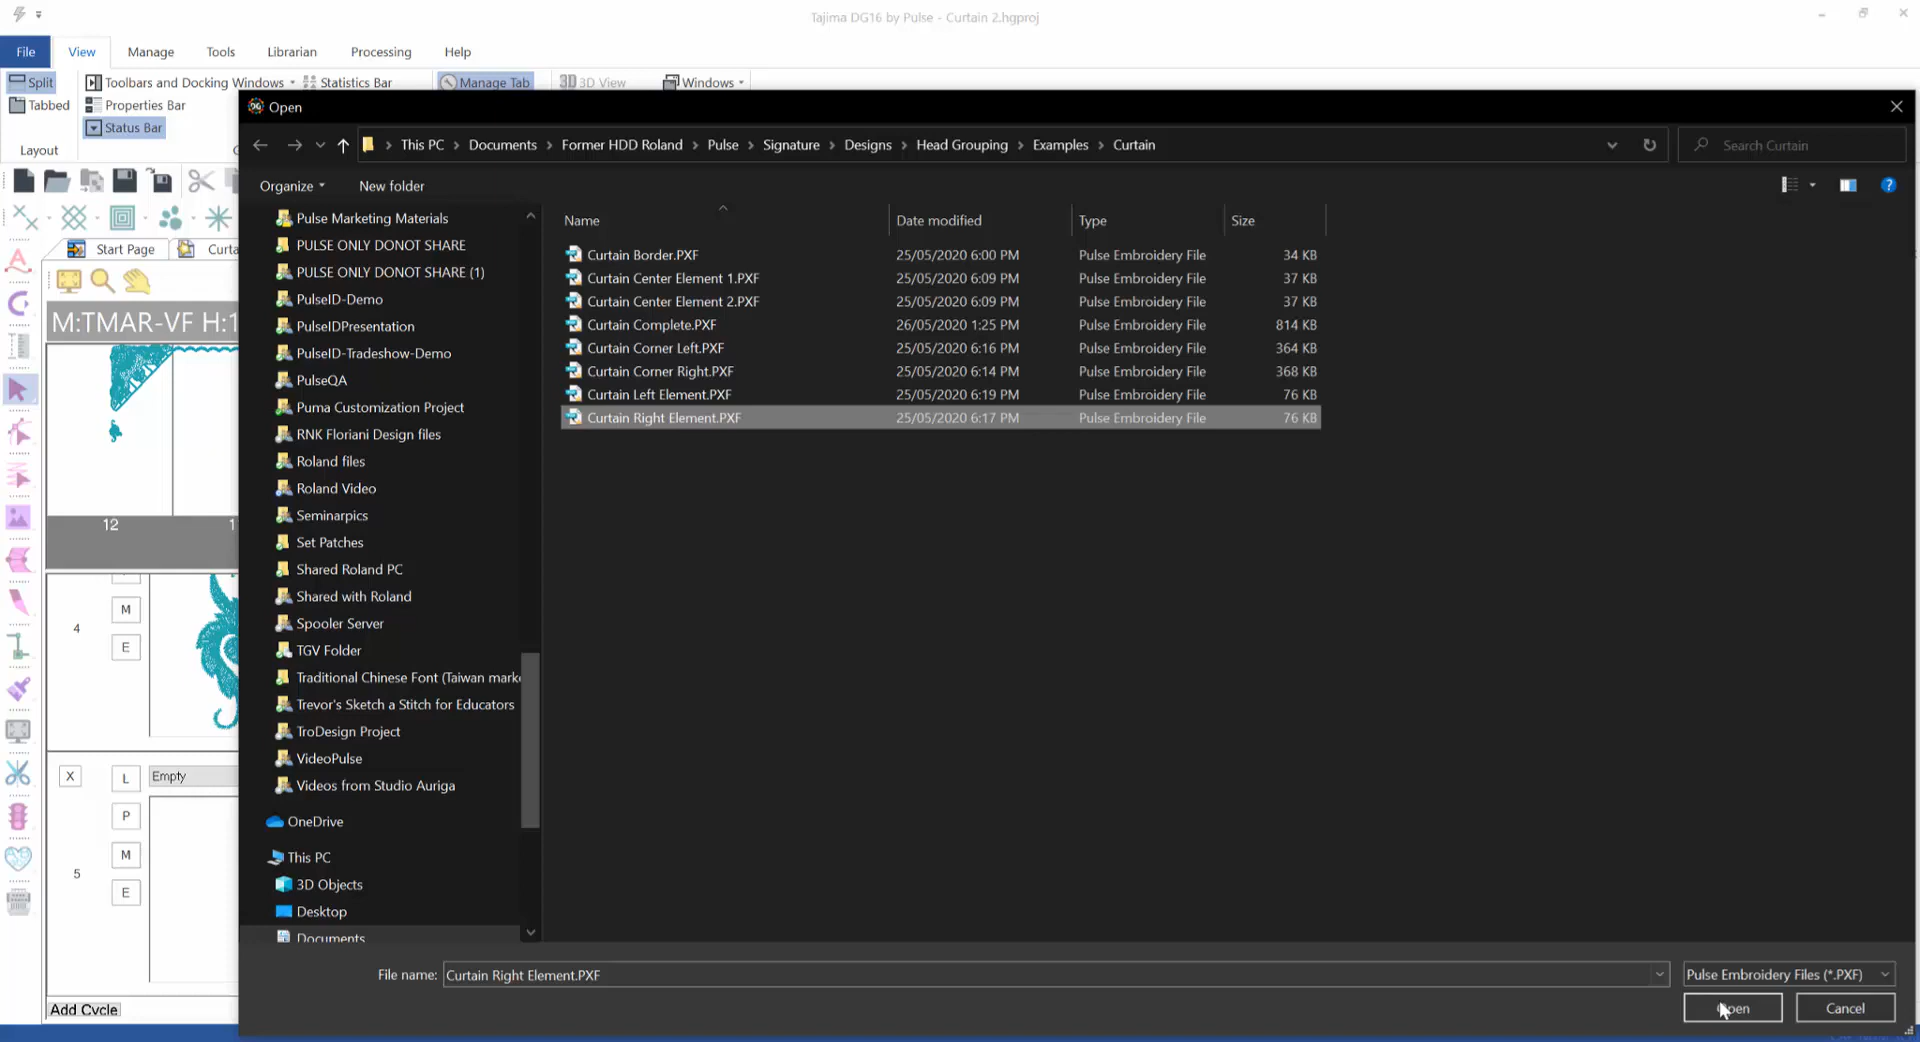 Tajima DG16 by Pulse - Curtain 2.hgproj
File View Manage Tools Librarian Processing Help
Split Toolbars and Docking Windows Statistics Bar Manage Tab 3D 3D View Windows
Tabbed Properties Bar
Status Bar
Layout
Open
This PC Documents Former HDD Roland Pulse Signature Designs Head Grouping Examples Curtain Search Curtain
Organize New folder
Start Page Curta
M:TMAR-VF H:1
12 1
4 M
E
X L Empty
P
M
5
E
Add Cycle
Pulse Marketing Materials
PULSE ONLY DONOT SHARE
PULSE ONLY DONOT SHARE (1)
PulseID-Demo
PulseIDPresentation
PulseID-Tradeshow-Demo
PulseQA
Puma Customization Project
RNK Floriani Design files
Roland files
Roland Video
Seminarpics
Set Patches
Shared Roland PC
Shared with Roland
Spooler Server
TGV Folder
Traditional Chinese Font (Taiwan marke
Trevor's Sketch a Stitch for Educators
TroDesign Project
VideoPulse
Videos from Studio Auriga
OneDrive
This PC
3D Objects
Desktop
Documents
Name Date modified Type Size
Curtain Border.PXF 25/05/2020 6:00 PM Pulse Embroidery File 34 KB
Curtain Center Element 1.PXF 25/05/2020 6:09 PM Pulse Embroidery File 37 KB
Curtain Center Element 2.PXF 25/05/2020 6:09 PM Pulse Embroidery File 37 KB
Curtain Complete.PXF 26/05/2020 1:25 PM Pulse Embroidery File 814 KB
Curtain Corner Left.PXF 25/05/2020 6:16 PM Pulse Embroidery File 364 KB
Curtain Corner Right.PXF 25/05/2020 6:14 PM Pulse Embroidery File 368 KB
Curtain Left Element.PXF 25/05/2020 6:19 PM Pulse Embroidery File 76 KB
Curtain Right Element.PXF 25/05/2020 6:17 PM Pulse Embroidery File 76 KB
File name: Curtain Right Element.PXF Pulse Embroidery Files (*.PXF)
Open Cancel